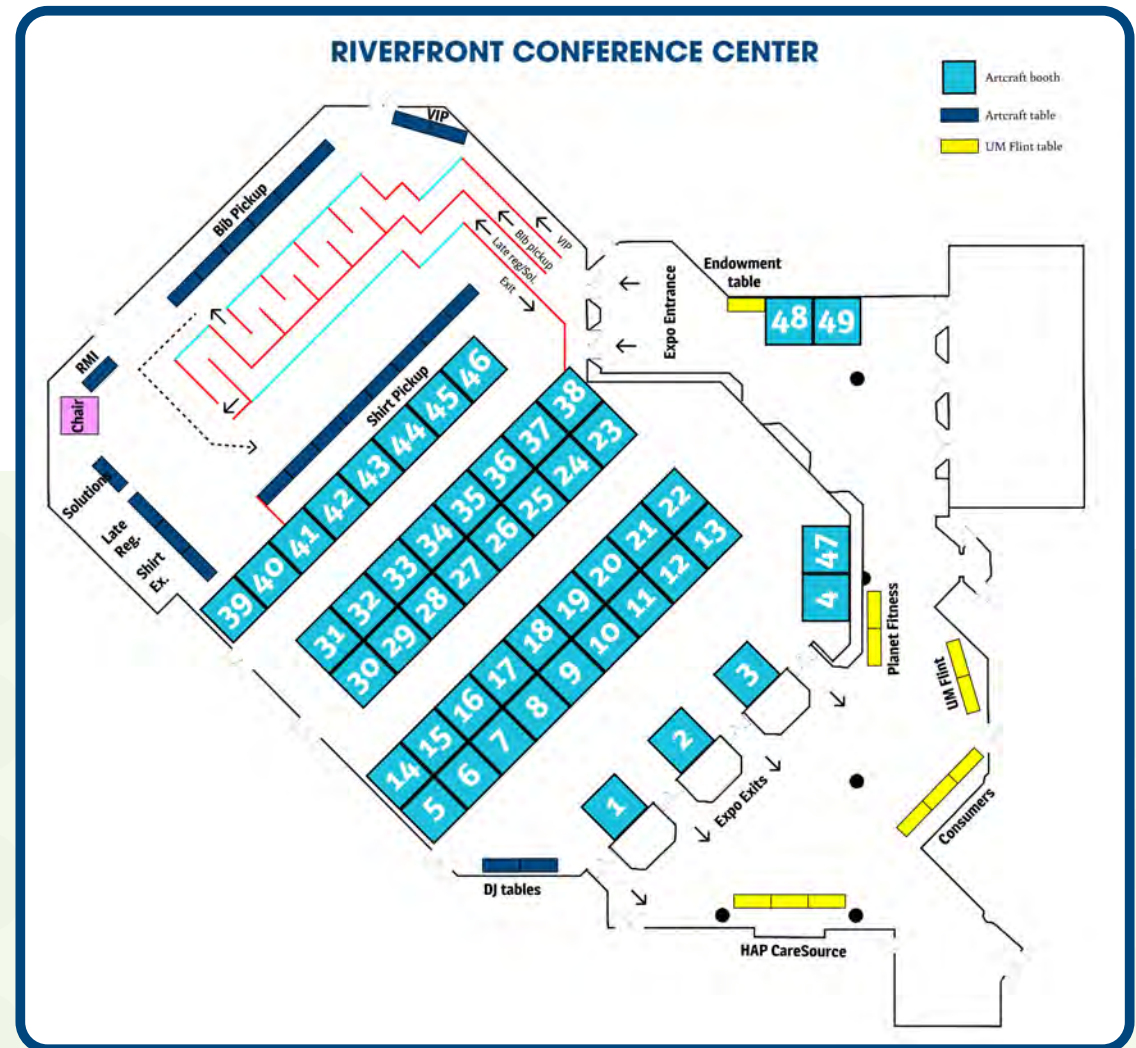 RIVERFRONT CONFERENCE CENTER
Artcraft booth
Artcraft table
UM Flint table
VIP
Bib Pickup
VIP
Bib pickup
Late reg/Sol.
Exit
Expo Entrance
Endowment
table
48 49
RMI
Chair
Shirt Pickup
Solutions
Late
Reg.
Shirt
Ex.
39 40 41 42 43 44 45 46
31 32 33 34 35 36 37 38
30 29 28 27 26 25 24 23
14 15 16 17 18 19 20 21 22
5 6 7 8 9 10 11 12 13
47
4
3
2
1
Planet Fitness
UM Flint
Consumers
Expo Exits
DJ tables
HAP CareSource